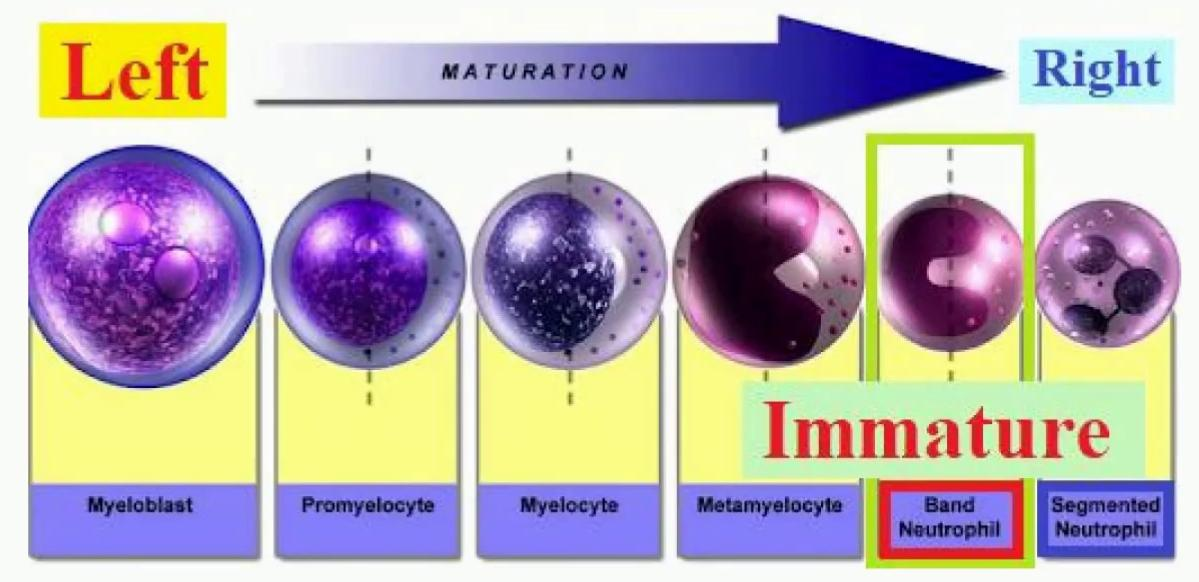 Left
MATURATION
Right
Immature
Myeloblast
Promyelocyte
Myelocyte
Metamyelocyte
Band
Neutrophil
Segmented
Neutrophil